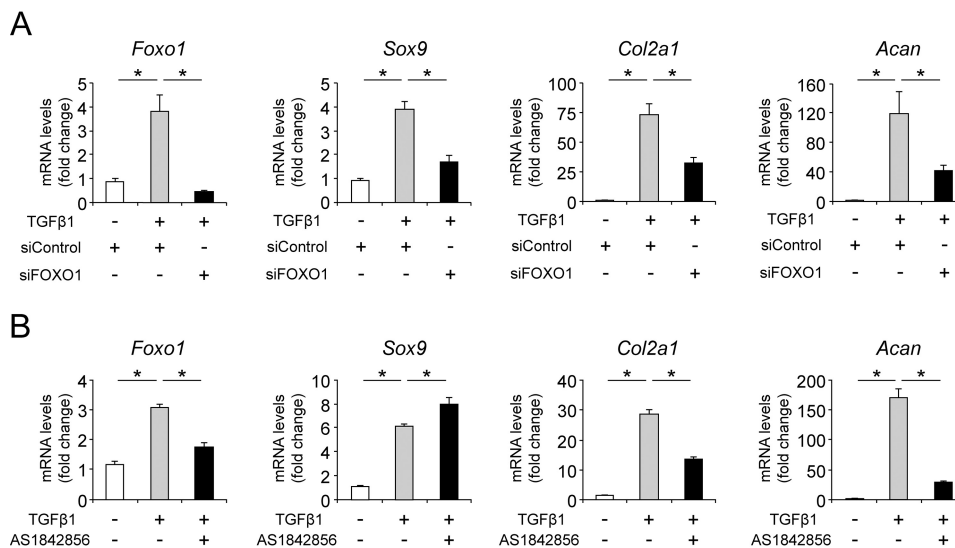 A
Foxo1 Sox9 Col2a1 Acan
* * * * * * * *
mRNA levels (fold change) mRNA levels (fold change) mRNA levels (fold change) mRNA levels (fold change)
5 4 3 2 1 0 5 4 3 2 1 0 100 75 50 25 0 160 120 80 40 0
TGFβ1 - + + TGFβ1 - + + TGFβ1 - + + TGFβ1 - + +
siControl + + - siControl + + - siControl + + - siControl + + -
siFOXO1 - - + siFOXO1 - - + siFOXO1 - - + siFOXO1 - - +
B
Foxo1 Sox9 Col2a1 Acan
* * * * * * * *
mRNA levels (fold change) mRNA levels (fold change) mRNA levels (fold change) mRNA levels (fold change)
4 3 2 1 0 10 8 6 4 2 0 40 30 20 10 0 200 150 100 50 0
TGFβ1 - + + TGFβ1 - + + TGFβ1 - + + TGFβ1 - + +
AS1842856 - - + AS1842856 - - + AS1842856 - - + AS1842856 - - +